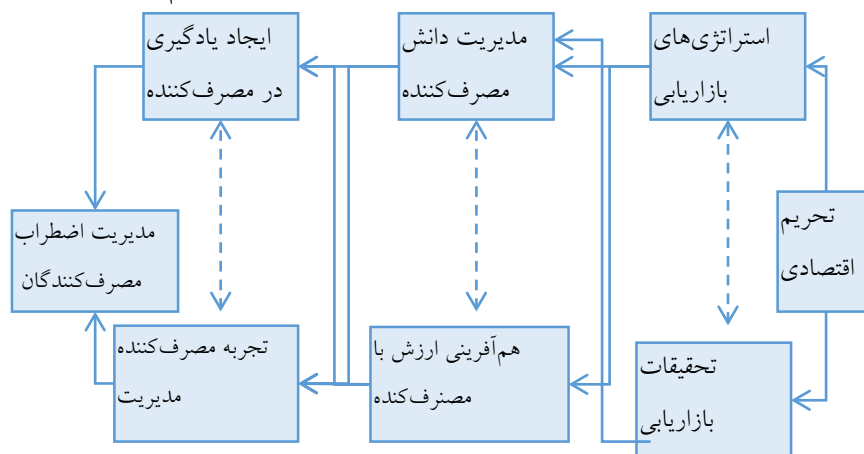 استراتژی‌های
بازاریابی
مدیریت دانش
مصرف‌کننده
ایجاد یادگیری
در مصرف‌کننده
تحریم
اقتصادی
مدیریت اضطراب
مصرف‌کنندگان
تحقیقات
بازاریابی
هم‌آفرینی ارزش با
مصنرف‌کنده
تجربه مصرف‌کننده
مدیریت